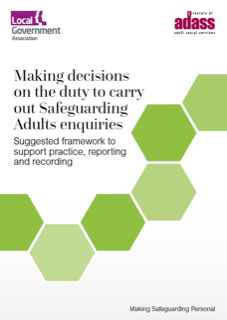 Local
Government
Association
directors of
adass
adult social services
Making decisions
on the duty to carry
out Safeguarding
Adults enquiries
Suggested framework to
support practice, reporting
and recording
Making Safeguarding Personal